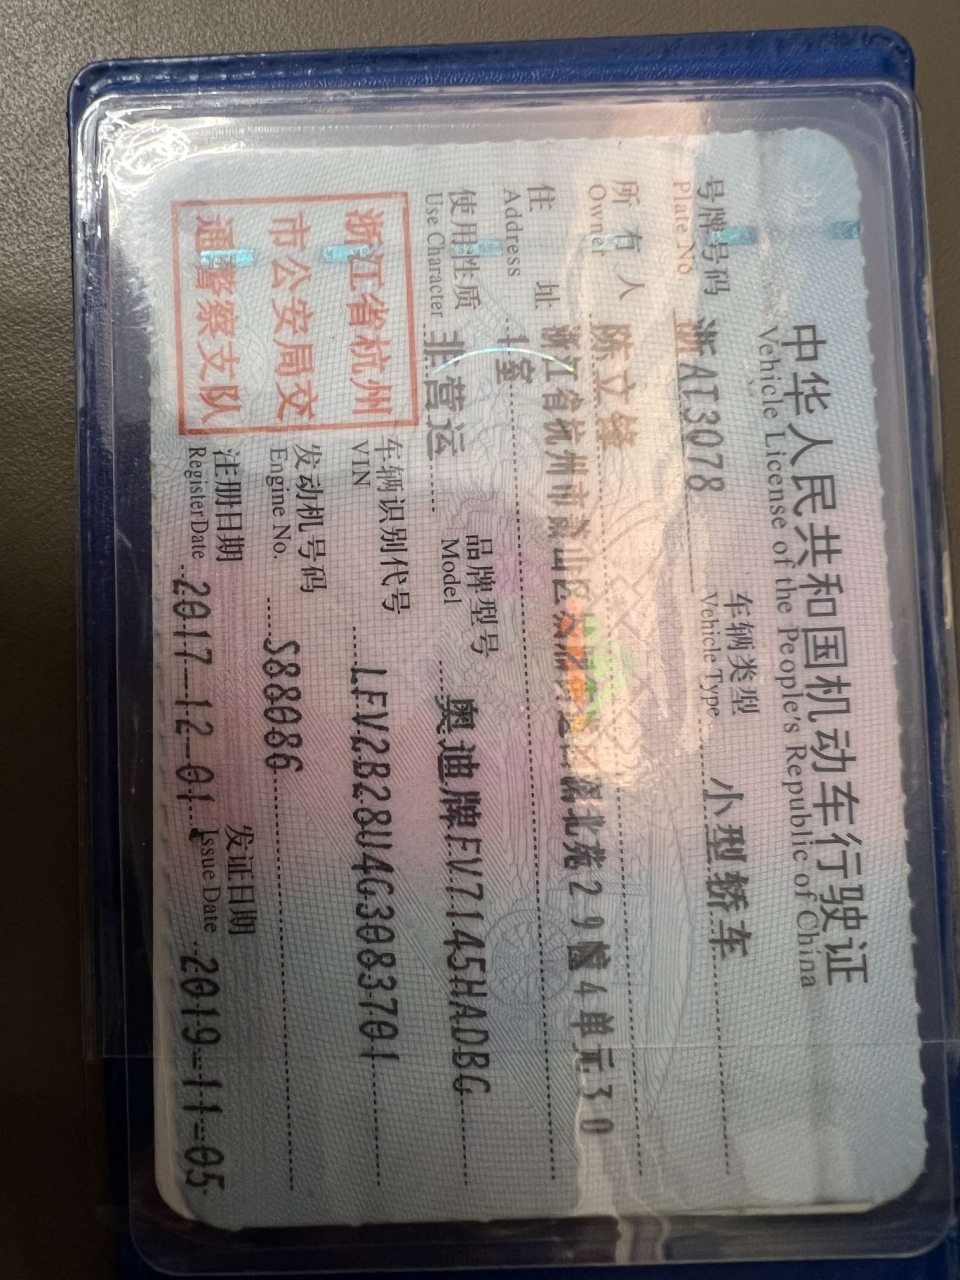 中华人民共和国机动车行驶证
Vehicle License of the People's Republic of China
号牌号码 浙AT3078 车辆类型 小型轿车
Plate No. Vehicle Type
所有人 陈立锋
Owner
住址 浙江省杭州市萧山区 北苑29幢4单元30
Address 1室
使用性质 非营运 品牌型号 奥迪牌FV7145HADBG
Use Character Model
浙江省杭州
市公安局交
通警察支队
车辆识别代号 LFV2B28U4G3083701
VIN
发动机号码 S88086
Engine No.
注册日期 2017-12-01 发证日期 2019-11-05
Register Date Issue Date